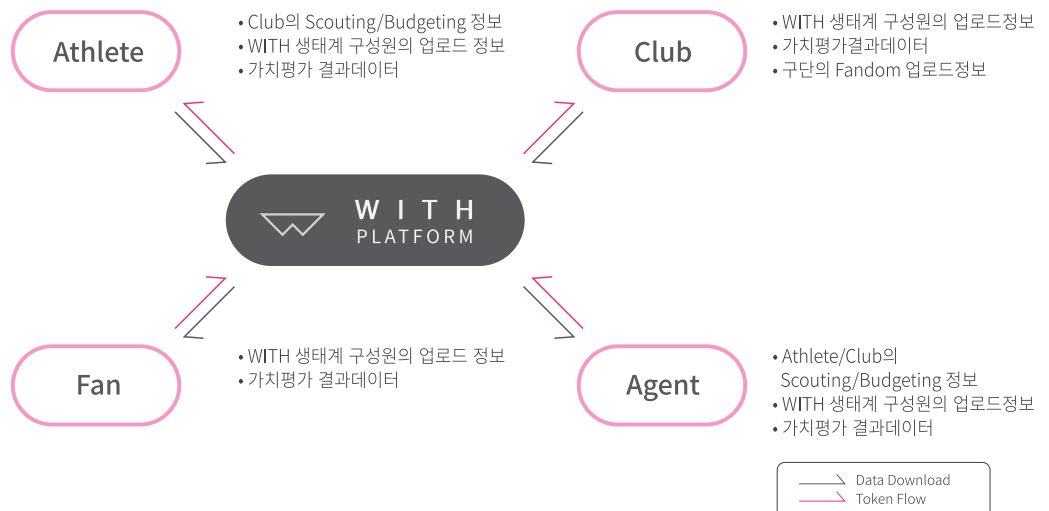 Athlete
• Club의 Scouting/Budgeting 정보
• WITH 생태계 구성원의 업로드 정보
• 가치평가 결과데이터
Club
• WITH 생태계 구성원의 업로드정보
• 가치평가결과데이터
• 구단의 Fandom 업로드정보
WITH
PLATFORM
Fan
• WITH 생태계 구성원의 업로드 정보
• 가치평가 결과데이터
Agent
• Athlete/Club의
Scouting/Budgeting 정보
• WITH 생태계 구성원의 업로드정보
• 가치평가 결과데이터
Data Download
Token Flow